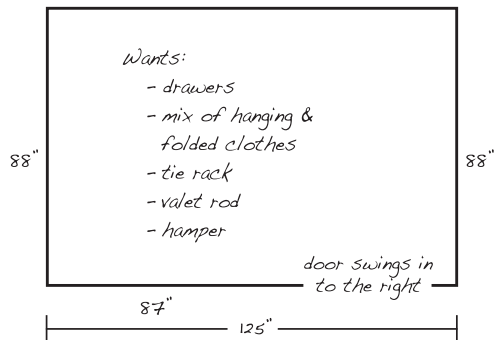 Wants:
- drawers
- mix of hanging &
folded clothes
- tie rack
- valet rod
- hamper
88"
88"
door swings in
to the right
87"
125"